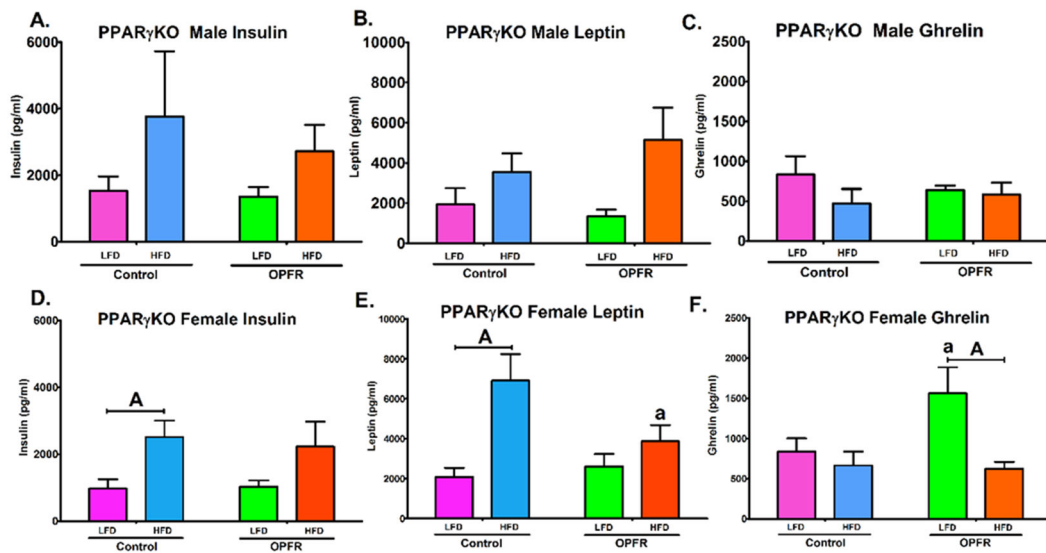 A.
PPARγKO Male Insulin
Insulin (pg/ml)
6000
4000
2000
0
LFD HFD LFD HFD
Control OPFR
B.
PPARγKO Male Leptin
Leptin (pg/ml)
10000
8000
6000
4000
2000
0
LFD HFD LFD HFD
Control OPFR
C.
PPARγKO Male Ghrelin
Ghrelin (pg/ml)
2500
2000
1500
1000
500
0
LFD HFD LFD HFD
Control OPFR
D.
PPARγKO Female Insulin
Insulin (pg/ml)
6000
4000
2000
0
A
LFD HFD LFD HFD
Control OPFR
E.
PPARγKO Female Leptin
Leptin (pg/ml)
10000
8000
6000
4000
2000
0
A
a
LFD HFD LFD HFD
Control OPFR
F.
PPARγKO Female Ghrelin
Ghrelin (pg/ml)
2500
2000
1500
1000
500
0
a A
LFD HFD LFD HFD
Control OPFR